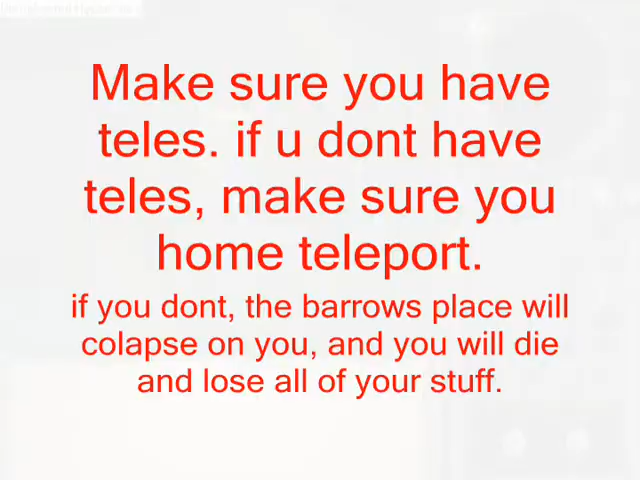 Make sure you have
teles. if u dont have
teles, make sure you
home teleport.
if you dont, the barrows place will
colapse on you, and you will die
and lose all of your stuff.